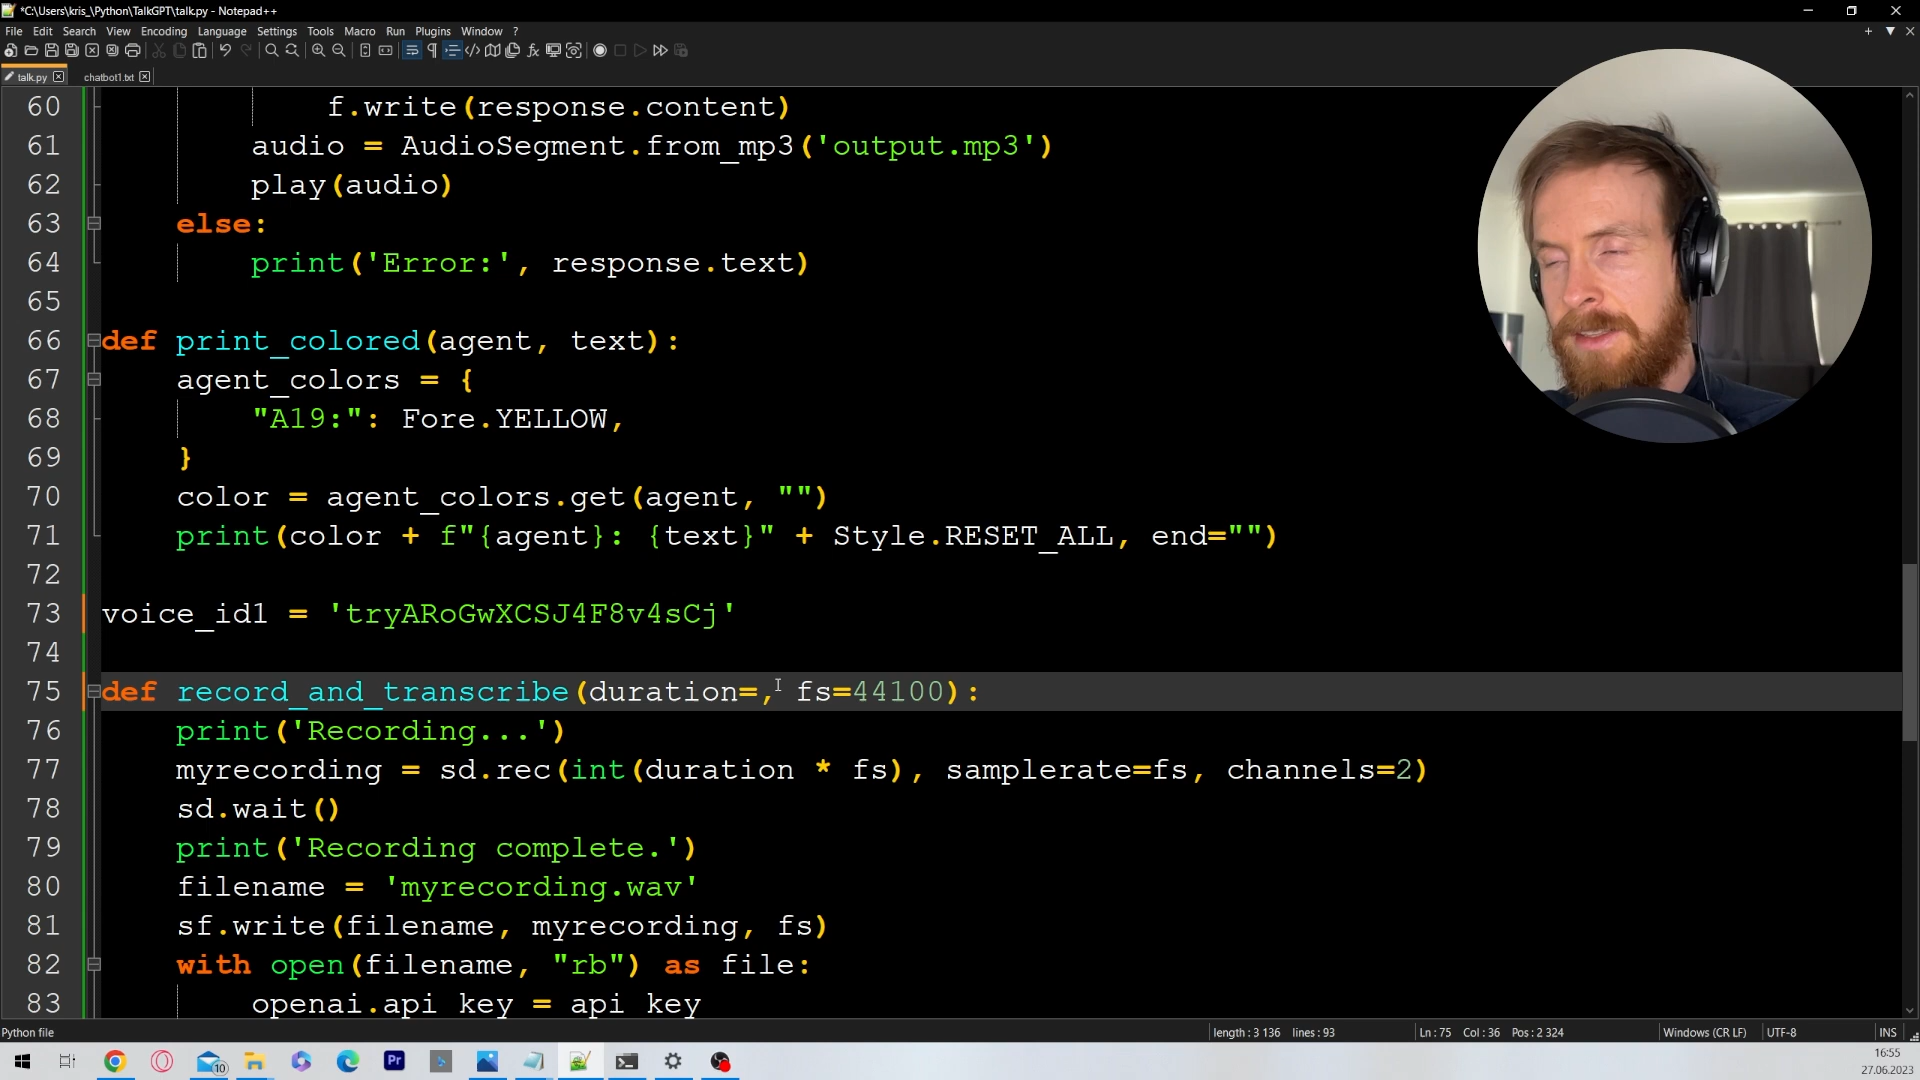 *C:\Users\kris_\Python\TalkGPT\talk.py - Notepad++
File Edit Search View Encoding Language Settings Tools Macro Run Plugins Window ?
talk.py chatbot1.txt
60 f.write(response.content)
61 audio = AudioSegment.from_mp3('output.mp3')
62 play(audio)
63 else:
64 print('Error:', response.text)
65
66 def print_colored(agent, text):
67 agent_colors = {
68 "A19:": Fore.YELLOW,
69 }
70 color = agent_colors.get(agent, "")
71 print(color + f"{agent}: {text}" + Style.RESET_ALL, end="")
72
73 voice_id1 = 'tryARoGwXCSJ4F8v4sCj'
74
75 def record_and_transcribe(duration=, fs=44100):
76 print('Recording...')
77 myrecording = sd.rec(int(duration * fs), samplerate=fs, channels=2)
78 sd.wait()
79 print('Recording complete.')
80 filename = 'myrecording.wav'
81 sf.write(filename, myrecording, fs)
82 with open(filename, "rb") as file:
83 openai.api_key = api_key
Python file length : 3 136 lines : 93 Ln : 75 Col : 36 Pos : 2 324 Windows (CR LF) UTF-8 INS
10 Pr 16:55
27.06.2023